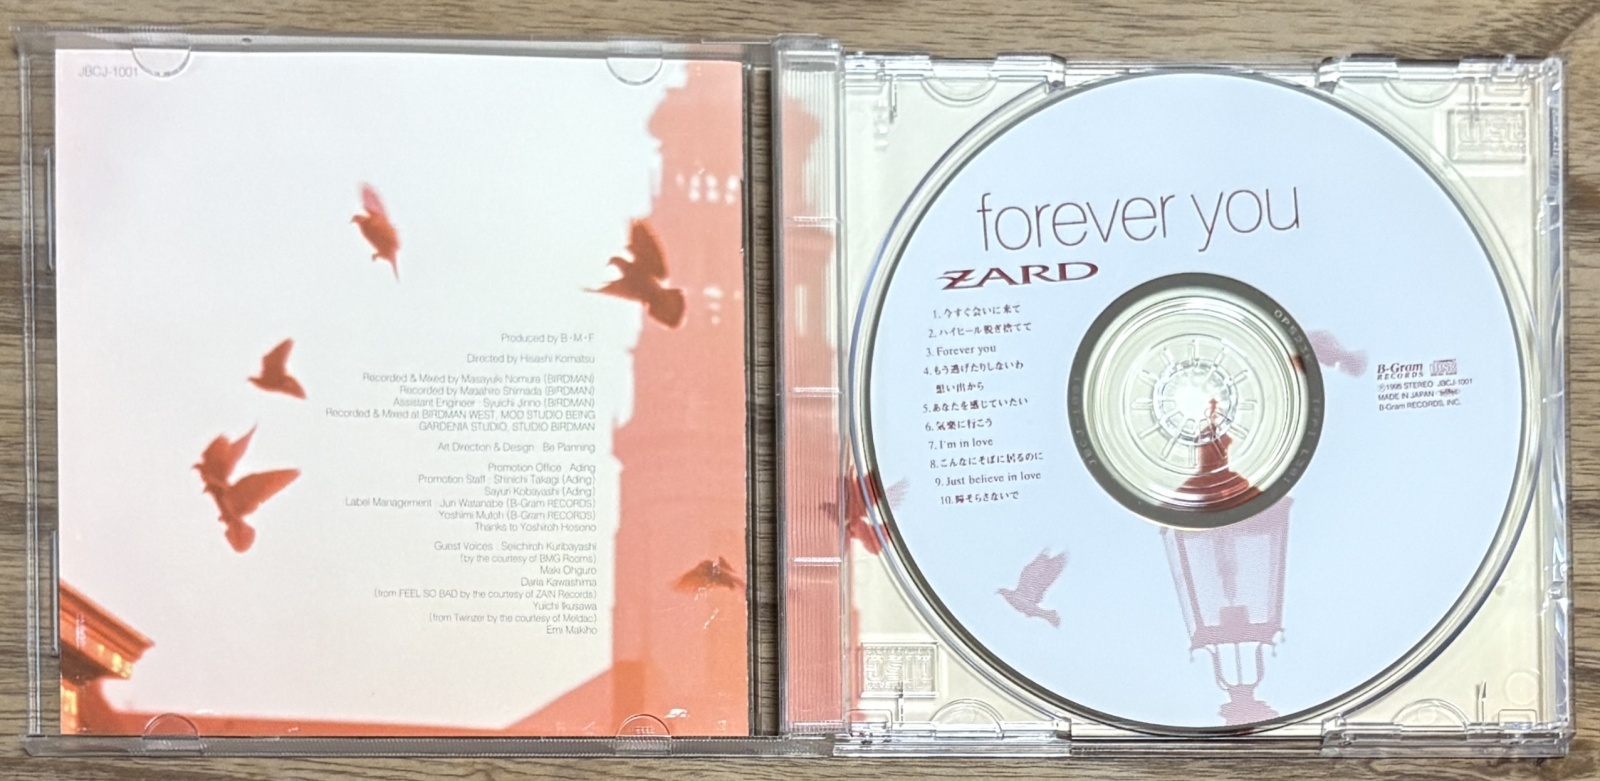 JBCJ-1001
Produced by B・M・F
Directed by Hisashi Komatsu
Recorded & Mixed by Masayuki Nomura (BIRDMAN)
Recorded by Masahiro Shimada (BIRDMAN)
Assistant Engineer : Syuichi Jinno (BIRDMAN)
Recorded & Mixed at BIRDMAN WEST, MOD STUDIO BEING
GARDENIA STUDIO, STUDIO BIRDMAN
Art Direction & Design : Be Planning
Promotion Office : Ading
Promotion Staff : Shinichi Takagi (Ading)
Sayuri Kobayashi (Ading)
Label Management : Jun Watanabe (B-Gram RECORDS)
Yoshimi Mutoh (B-Gram RECORDS)
Thanks to Yoshiroh Hosono
Guest Voices : Seiichiroh Kuribayashi
(by the courtesy of BMG Rooms)
Maki Ohguro
Daria Kawashima
(from FEEL SO BAD by the courtesy of ZAIN Records)
Yuichi Ikusawa
(from Twinzer by the courtesy of Meldac)
Emi Makiho
forever you
ZARD
1. 今すぐ会いに来て
2. ハイヒール脱ぎ捨てて
3. Forever you
4. もう逃げたりしないわ
想い出から
5. あなたを感じていたい
6. 気楽に行こう
7. I'm in love
8. こんなにそばに居るのに
9. Just believe in love
10. 瞳そらさないで
B-Gram
RECORDS
Ⓟ1995 STEREO JBCJ-1001
MADE IN JAPAN
B-Gram RECORDS, INC.